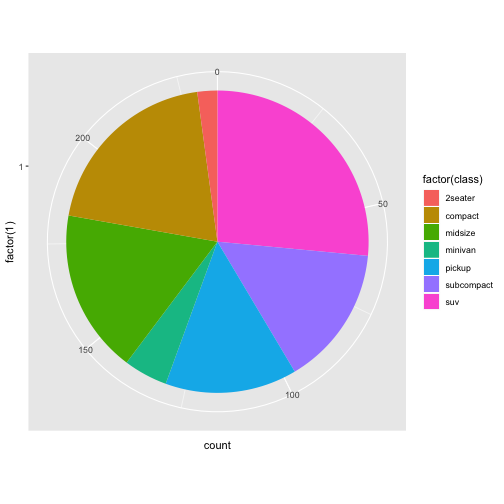 0
50
100
150
200
1
factor(1)
count
factor(class)
2seater
compact
midsize
minivan
pickup
subcompact
suv